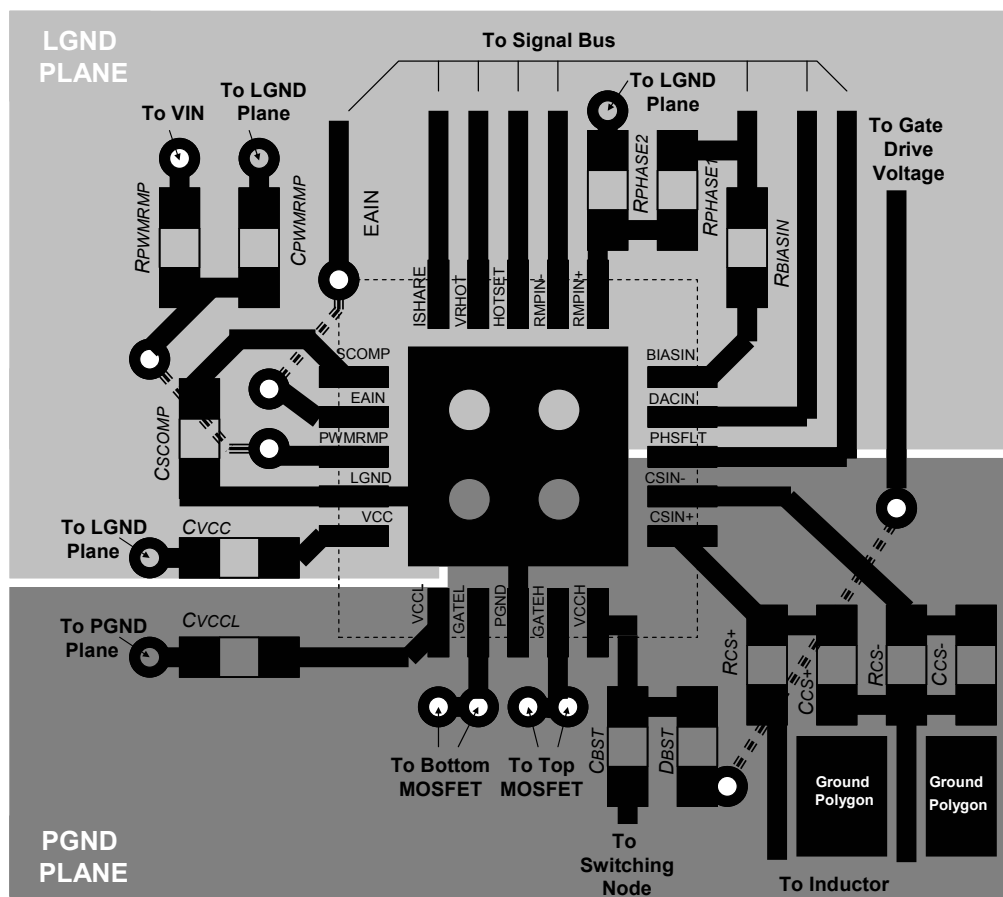 LGND
PLANE
To Signal Bus
To LGND
Plane
To VIN
To LGND
Plane
To Gate
Drive
Voltage
RPWMRMP
CPWMRMP
EAIN
RPHASE2
RPHASE1
RBIASIN
ISHARE
VRHOT
HOTSET
RMPIN-
RMPIN+
SCOMP
EAIN
PWMRMP
LGND
VCC
BIASIN
DACIN
PHSFLT
CSIN-
CSIN+
CSCOMP
To LGND
Plane
CVCC
To PGND
Plane
CVCCL
VCCL
GATEL
PGND
GATEH
VCCH
RCS+
CCS+
RCS-
CCS-
CBST
DBST
To Bottom
MOSFET
To Top
MOSFET
Ground
Polygon
Ground
Polygon
To
Switching
Node
To Inductor
PGND
PLANE